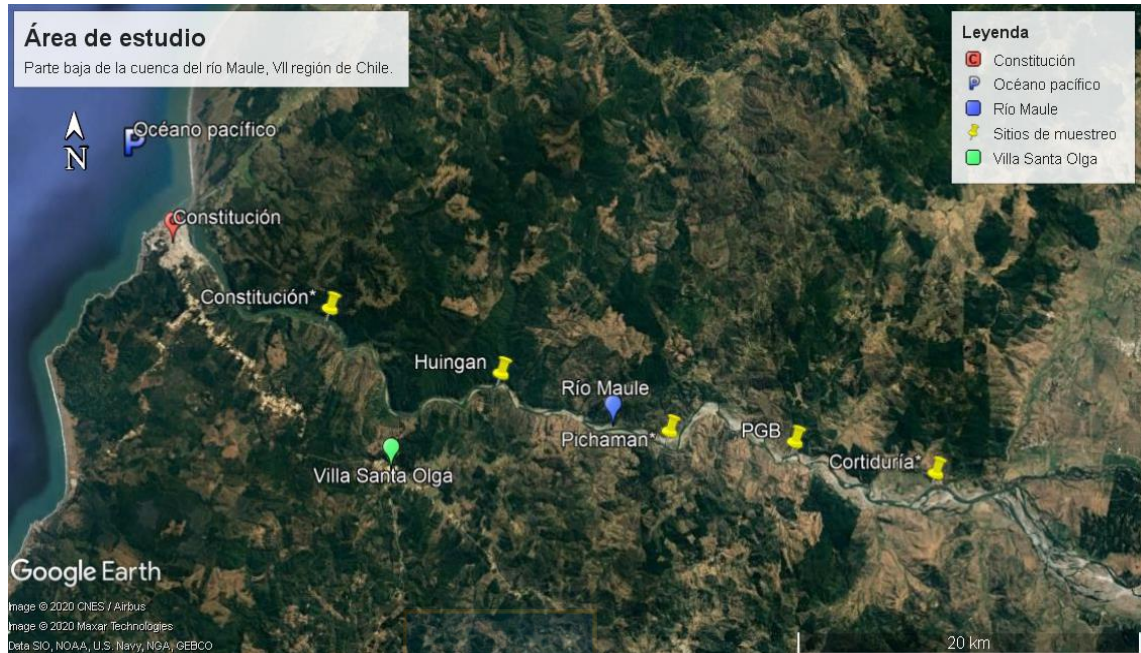 Área de estudio
Parte baja de la cuenca del río Maule, VII región de Chile.
Leyenda
C Constitución
P Océano pacífico
Río Maule
Sitios de muestreo
Villa Santa Olga
N
P Océano pacífico
Constitución
Constitución*
Huingan
Río Maule
Pichaman*
PGB
Cortiduría*
Villa Santa Olga
Google Earth
Image © 2020 CNES / Airbus
Image © 2020 Maxar Technologies
Data SIO, NOAA, U.S. Navy, NGA, GEBCO
20 km